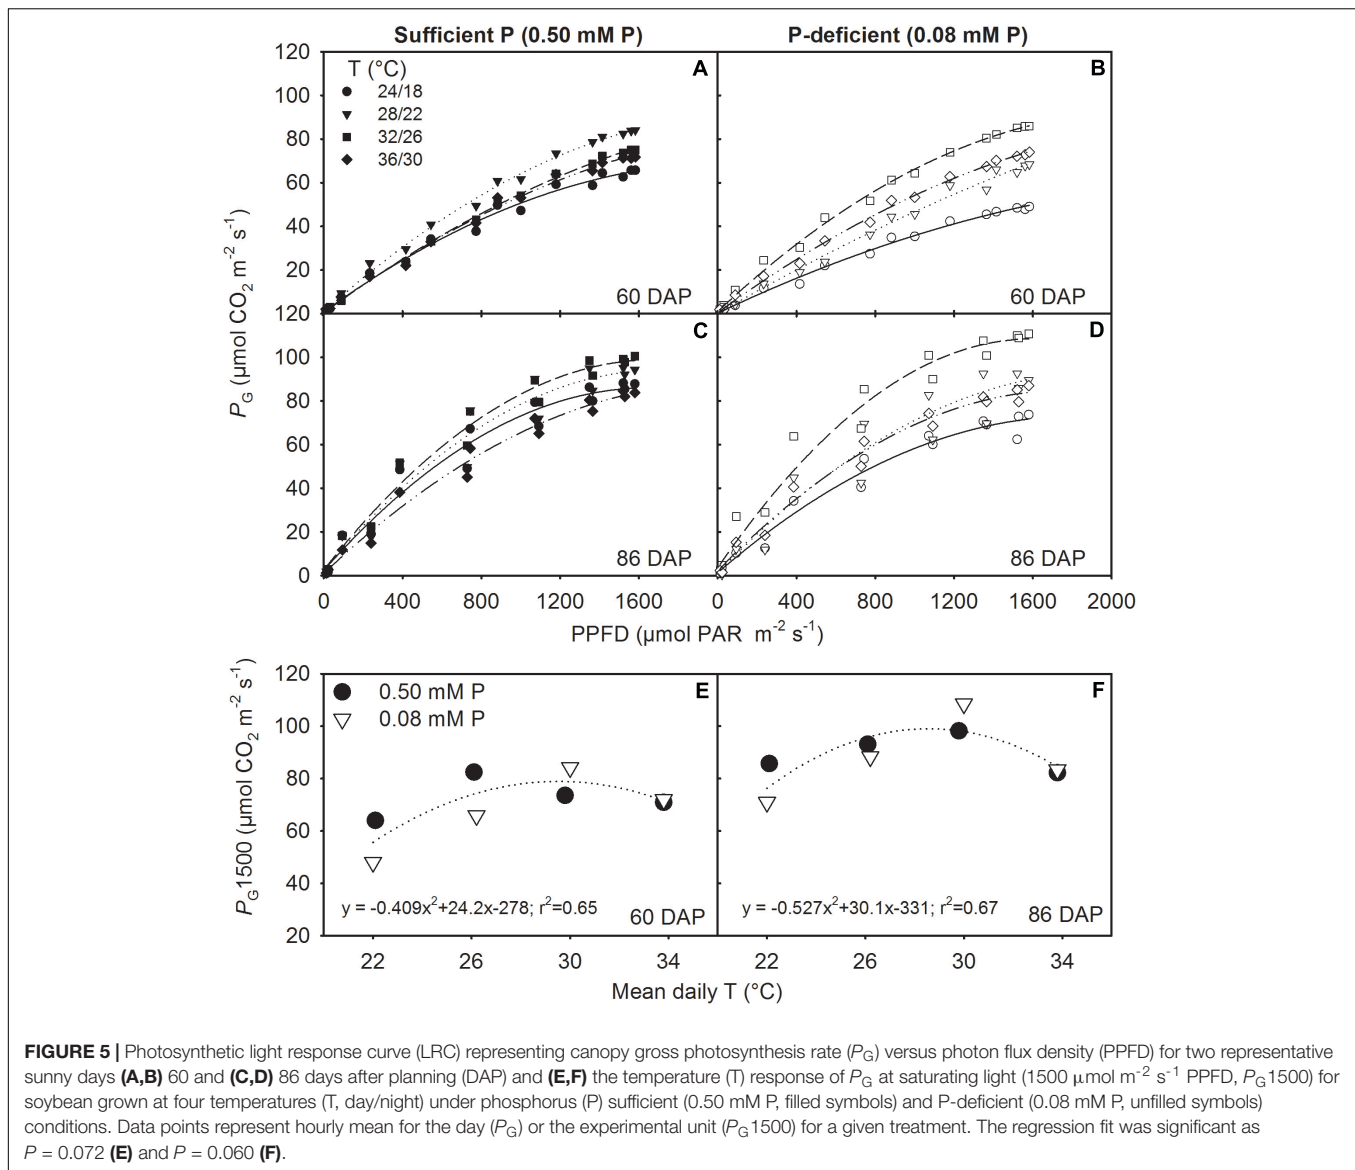 Sufficient P (0.50 mM P)
P-deficient (0.08 mM P)
120
100
80
60
40
20
T (°C)
24/18
28/22
32/26
36/30
A
60 DAP
B
60 DAP
P_G (µmol CO₂ m⁻² s⁻¹)
120
100
80
60
40
20
0
C
86 DAP
D
86 DAP
0 400 800 1200 1600
0 400 800 1200 1600 2000
PPFD (µmol PAR m⁻² s⁻¹)
P_G1500 (µmol CO₂ m⁻² s⁻¹)
120
100
80
60
40
20
0.50 mM P
0.08 mM P
E
y = -0.409x²+24.2x-278; r²=0.65
60 DAP
F
y = -0.527x²+30.1x-331; r²=0.67
86 DAP
22 26 30 34
22 26 30 34
Mean daily T (°C)
FIGURE 5 | Photosynthetic light response curve (LRC) representing canopy gross photosynthesis rate (P_G) versus photon flux density (PPFD) for two representative
sunny days (A,B) 60 and (C,D) 86 days after planning (DAP) and (E,F) the temperature (T) response of P_G at saturating light (1500 µmol m⁻² s⁻¹ PPFD, P_G1500) for
soybean grown at four temperatures (T, day/night) under phosphorus (P) sufficient (0.50 mM P, filled symbols) and P-deficient (0.08 mM P, unfilled symbols)
conditions. Data points represent hourly mean for the day (P_G) or the experimental unit (P_G1500) for a given treatment. The regression fit was significant as
P = 0.072 (E) and P = 0.060 (F).